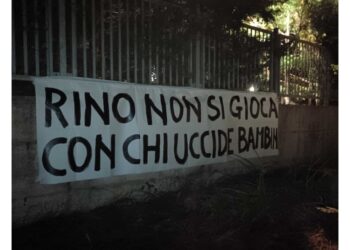 RINO NON SI GIOCA
CON CHI UCCIDE BAMBIN